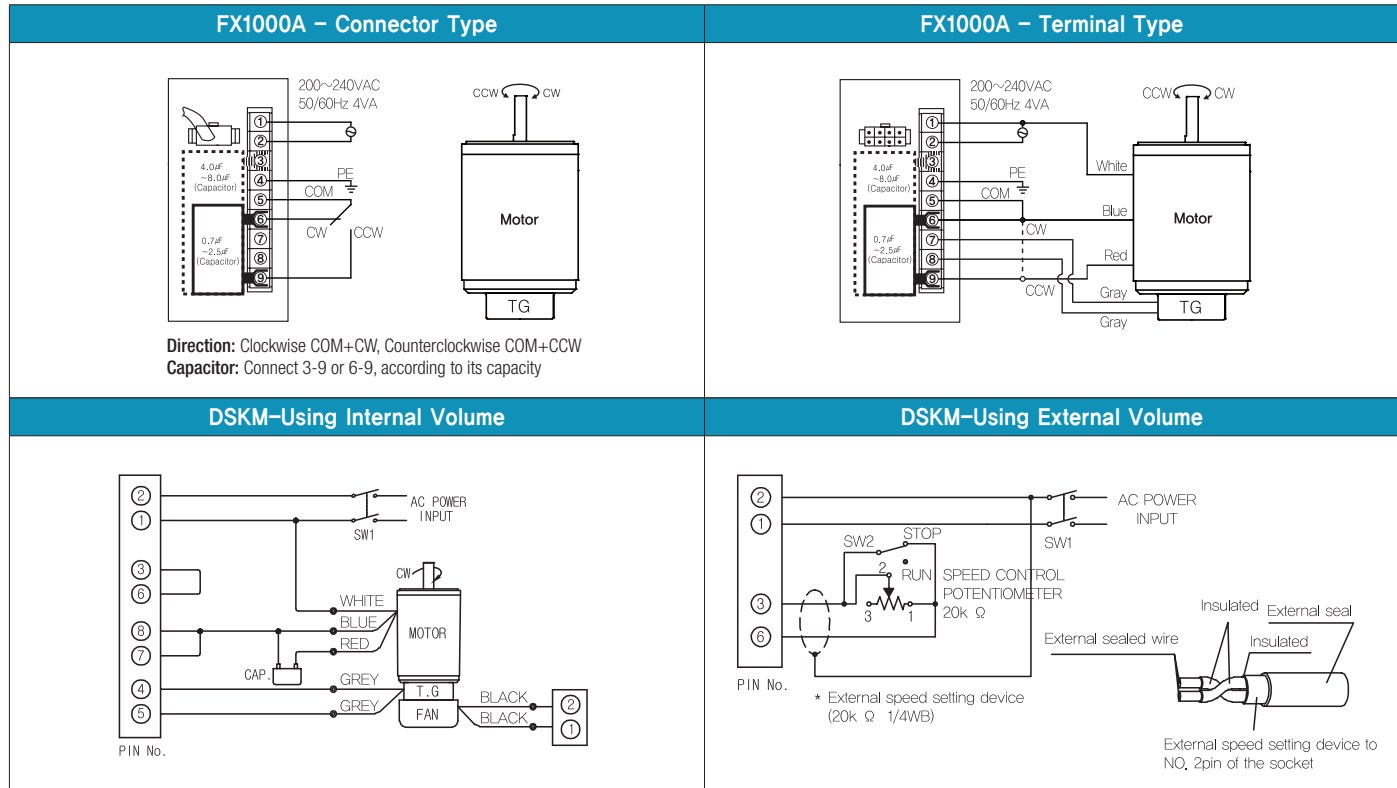 FX1000A - Connector Type
200~240VAC
50/60Hz 4VA
①
②
③
④
⑤
⑥
⑦
⑧
⑨
4.0㎌
~8.0㎌
(Capacitor)
0.7㎌
~2.5㎌
(Capacitor)
PE
COM
CW
CCW
CCW
CW
Motor
TG
Direction: Clockwise COM+CW, Counterclockwise COM+CCW
Capacitor: Connect 3-9 or 6-9, according to its capacity
FX1000A - Terminal Type
200~240VAC
50/60Hz 4VA
①
②
③
④
⑤
⑥
⑦
⑧
⑨
4.0㎌
~8.0㎌
(Capacitor)
0.7㎌
~2.5㎌
(Capacitor)
PE
COM
CW
CCW
White
Blue
Red
Gray
Gray
CCW
CW
Motor
TG
DSKM-Using Internal Volume
②
①
③
⑥
⑧
⑦
④
⑤
PIN No.
AC POWER
INPUT
SW1
CW
WHITE
BLUE
RED
CAP.
GREY
GREY
MOTOR
T.G
FAN
BLACK
BLACK
②
①
DSKM-Using External Volume
②
①
③
⑥
PIN No.
AC POWER
INPUT
SW1
SW2
STOP
2
RUN
3
1
SPEED CONTROL
POTENTIOMETER
20k Ω
* External speed setting device
(20k Ω 1/4WB)
Insulated
External seal
External sealed wire
Insulated
External speed setting device to
NO. 2pin of the socket